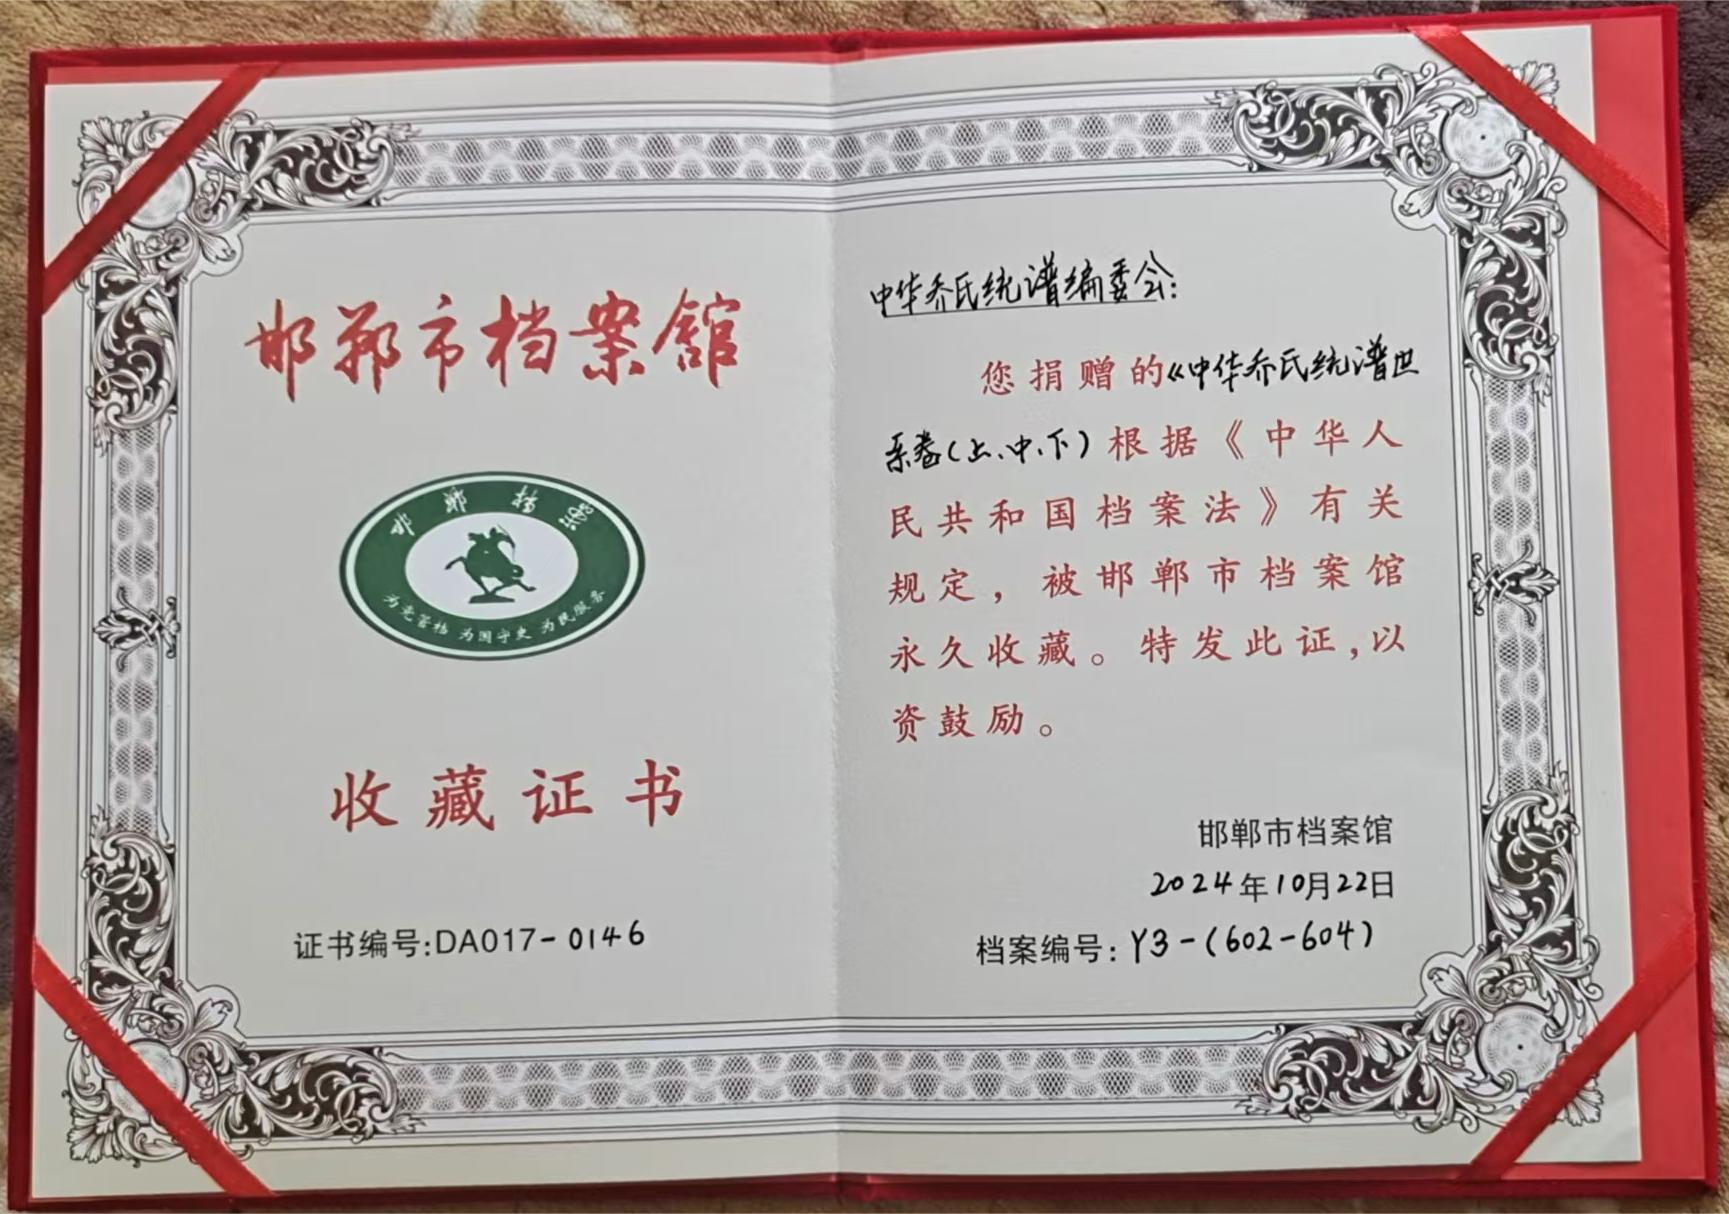 邯郸市档案馆
邯郸档案
为党管档 为国守史 为民服务
收藏证书
证书编号:DA017-0146
中华乔氏统谱编委会:
您捐赠的《中华乔氏统谱世
系卷(上、中、下)根据《中华人
民共和国档案法》有关
规定，被邯郸市档案馆
永久收藏。特发此证，以
资鼓励。
邯郸市档案馆
2024年10月22日
档案编号：Y3-(602-604)